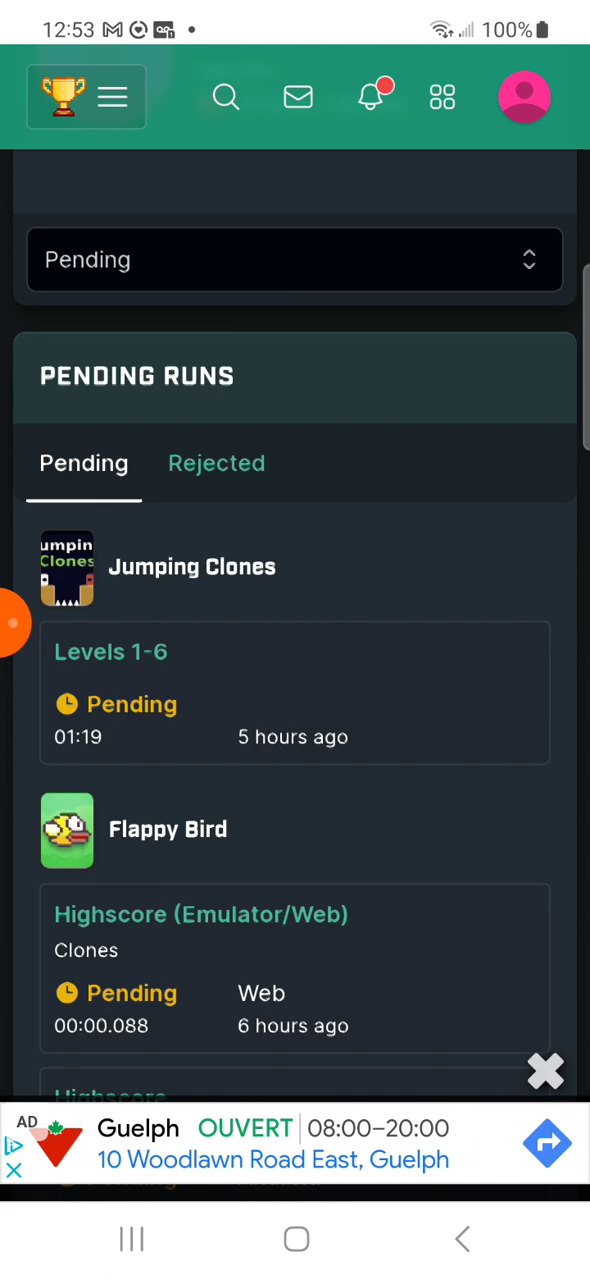 12:53
100%
Pending
PENDING RUNS
Pending Rejected
umpin
Clones
Jumping Clones
Levels 1-6
Pending
01:19 5 hours ago
Flappy Bird
Highscore (Emulator/Web)
Clones
Pending Web
00:00.088 6 hours ago
Highscore
AD
Guelph OUVERT 08:00–20:00
10 Woodlawn Road East, Guelph